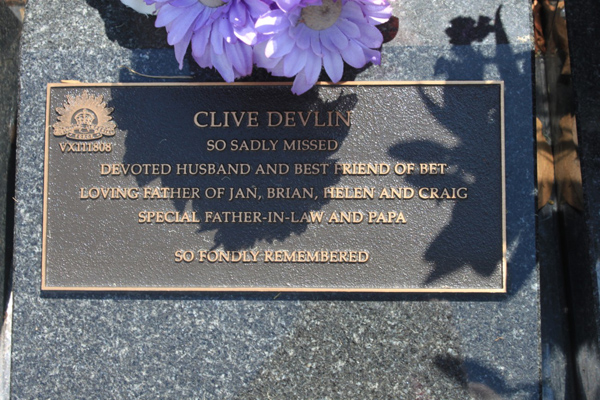 CLIVE DEVLIN
SO SADLY MISSED
VX111808
DEVOTED HUSBAND AND BEST FRIEND OF BET
LOVING FATHER OF JAN, BRIAN, HELEN AND CRAIG
SPECIAL FATHER-IN-LAW AND PAPA
SO FONDLY REMEMBERED